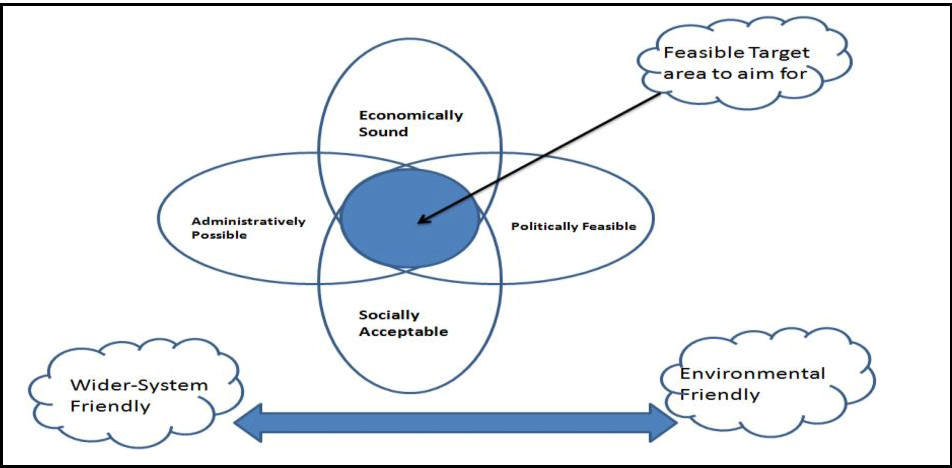 Feasible Target
area to aim for
Economically
Sound
Administratively
Possible
Politically Feasible
Socially
Acceptable
Wider-System
Friendly
Environmental
Friendly